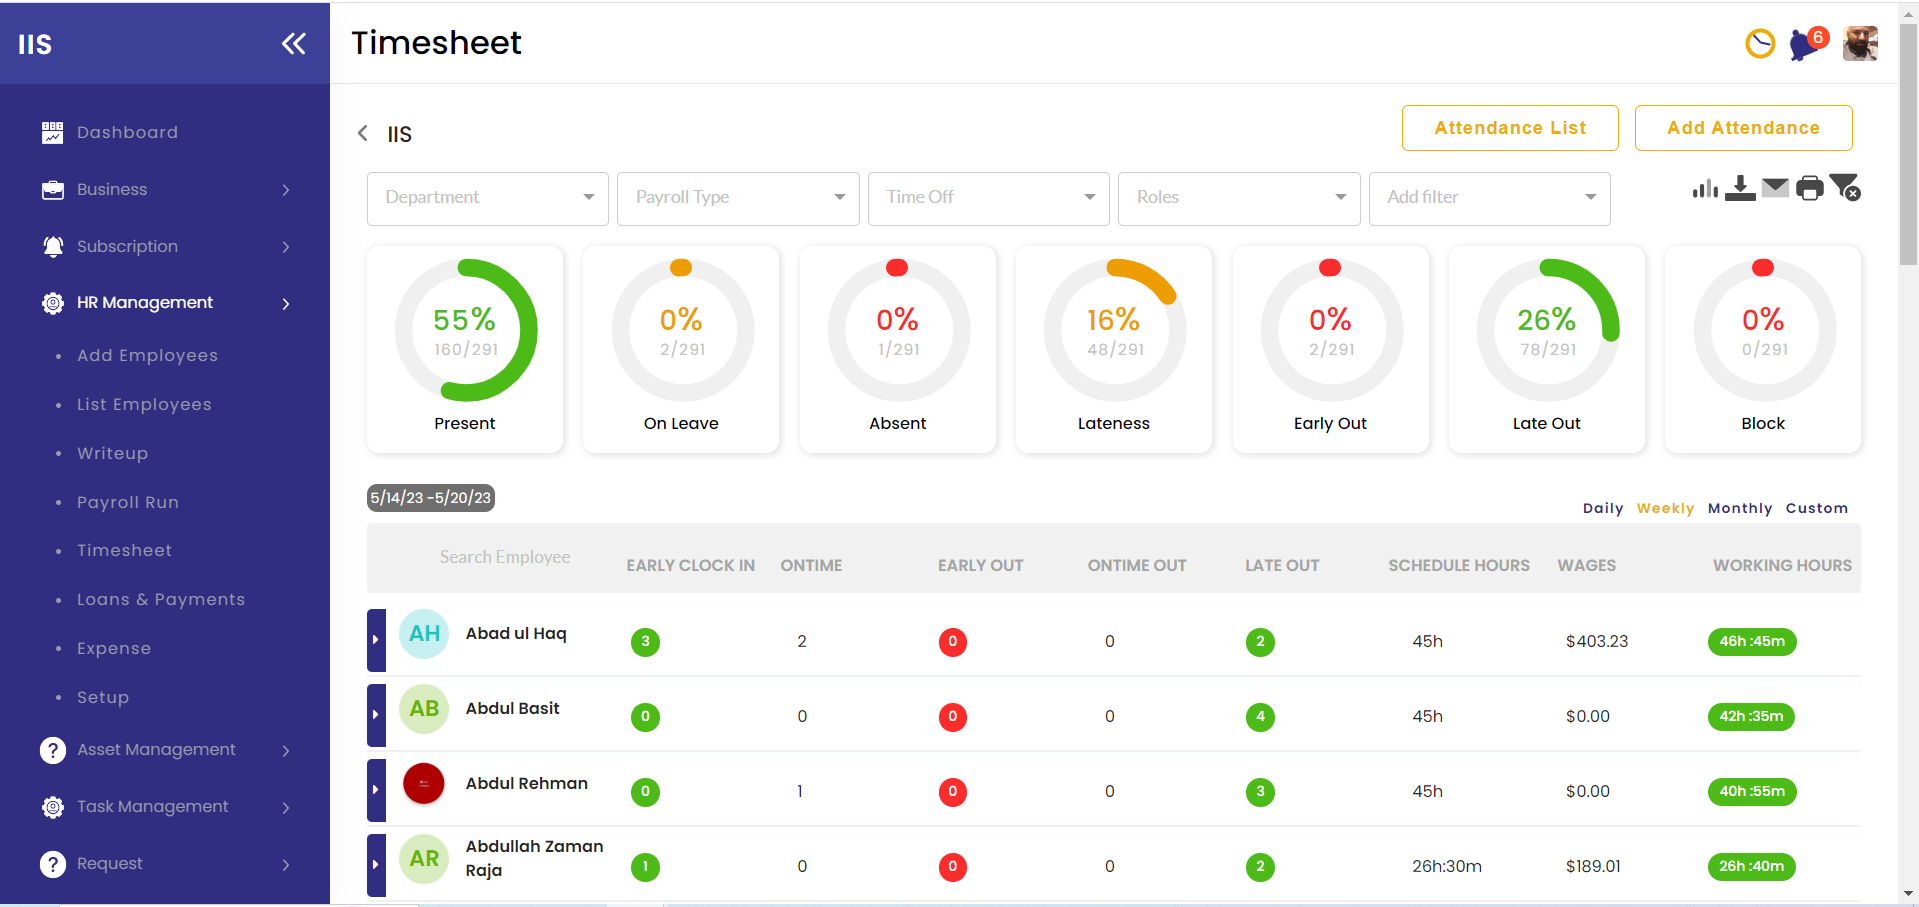 IIS
Timesheet
6
Dashboard
Business
Subscription
HR Management
Add Employees
List Employees
Writeup
Payroll Run
Timesheet
Loans & Payments
Expense
Setup
Asset Management
Task Management
Request
IIS
Attendance List
Add Attendance
Department
Payroll Type
Time Off
Roles
Add filter
55%
160/291
Present
0%
2/291
On Leave
0%
1/291
Absent
16%
48/291
Lateness
0%
2/291
Early Out
26%
78/291
Late Out
0%
0/291
Block
5/14/23 -5/20/23
Daily Weekly Monthly Custom
Search Employee EARLY CLOCK IN ONTIME EARLY OUT ONTIME OUT LATE OUT SCHEDULE HOURS WAGES WORKING HOURS
AH Abad ul Haq 3 2 0 0 2 45h $403.23 46h :45m
AB Abdul Basit 0 0 0 0 4 45h $0.00 42h :35m
Abdul Rehman 0 1 0 0 3 45h $0.00 40h :55m
AR Abdullah Zaman
Raja 1 0 0 0 2 26h:30m $189.01 26h :40m